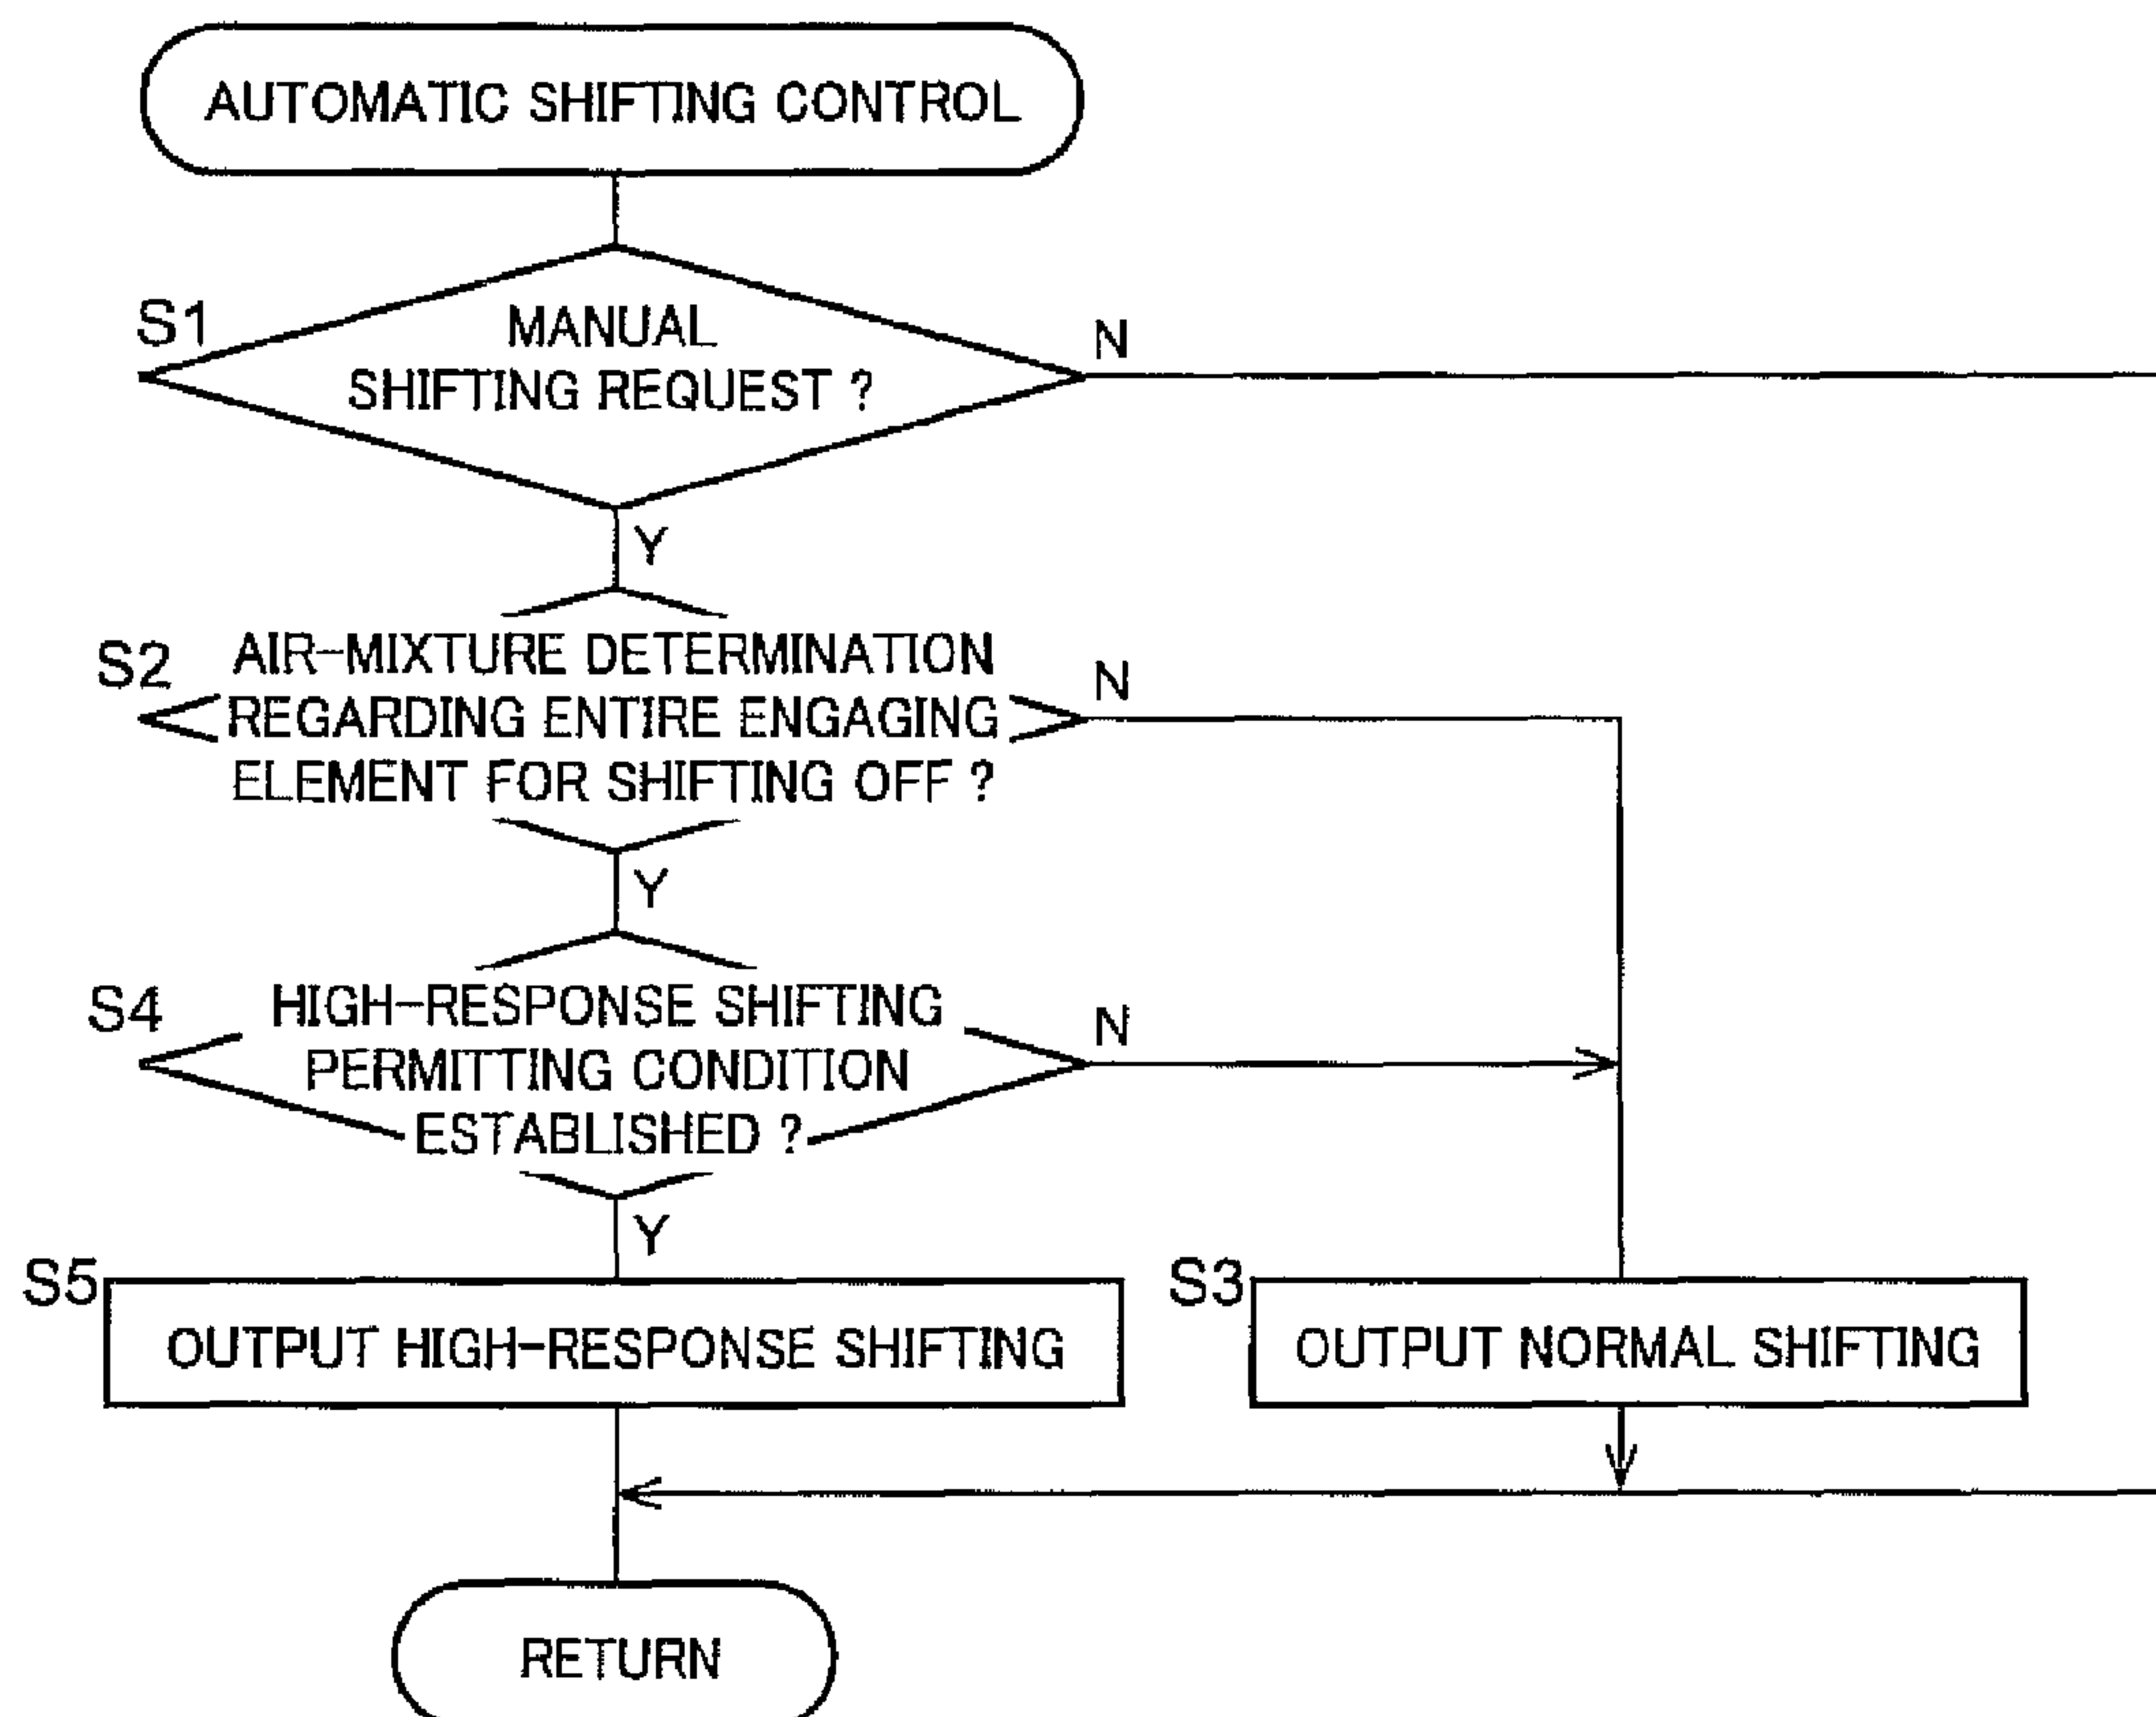 AUTOMATIC SHIFTING CONTROL
S1
MANUAL
SHIFTING REQUEST ?
N
Y
S2
AIR-MIXTURE DETERMINATION
REGARDING ENTIRE ENGAGING
ELEMENT FOR SHIFTING OFF ?
N
Y
S4
HIGH-RESPONSE SHIFTING
PERMITTING CONDITION
ESTABLISHED ?
N
Y
S5
OUTPUT HIGH-RESPONSE SHIFTING
S3
OUTPUT NORMAL SHIFTING
RETURN